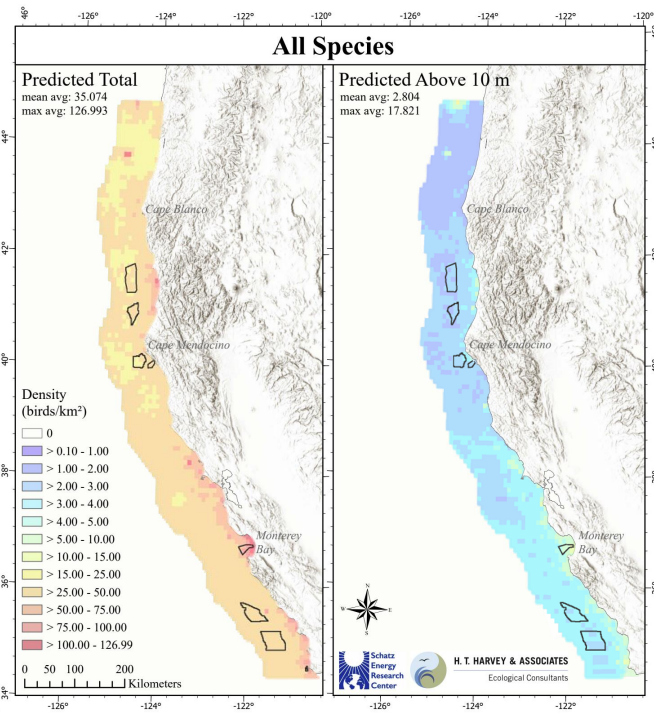 46° -126° -124° -122° -120° -126° -124° -122° -120°
All Species
Predicted Total
mean avg: 35.074
max avg: 126.993
Predicted Above 10 m
mean avg: 2.804
max avg: 17.821
44°
Cape Blanco
Cape Blanco
42°
Cape Mendocino
Cape Mendocino
40°
Density
(birds/km²)
0
> 0.10 - 1.00
> 1.00 - 2.00
> 2.00 - 3.00
> 3.00 - 4.00
> 4.00 - 5.00
> 5.00 - 10.00
> 10.00 - 15.00
> 15.00 - 25.00
> 25.00 - 50.00
> 50.00 - 75.00
> 75.00 - 100.00
> 100.00 - 126.99
38°
Monterey
Bay
Monterey
Bay
36°
N
W E
S
0 50 100 200
Kilometers
34°
Schatz
Energy
Research
Center
H. T. HARVEY & ASSOCIATES
Ecological Consultants
-126° -124° -122° -126° -124° -122° -120°